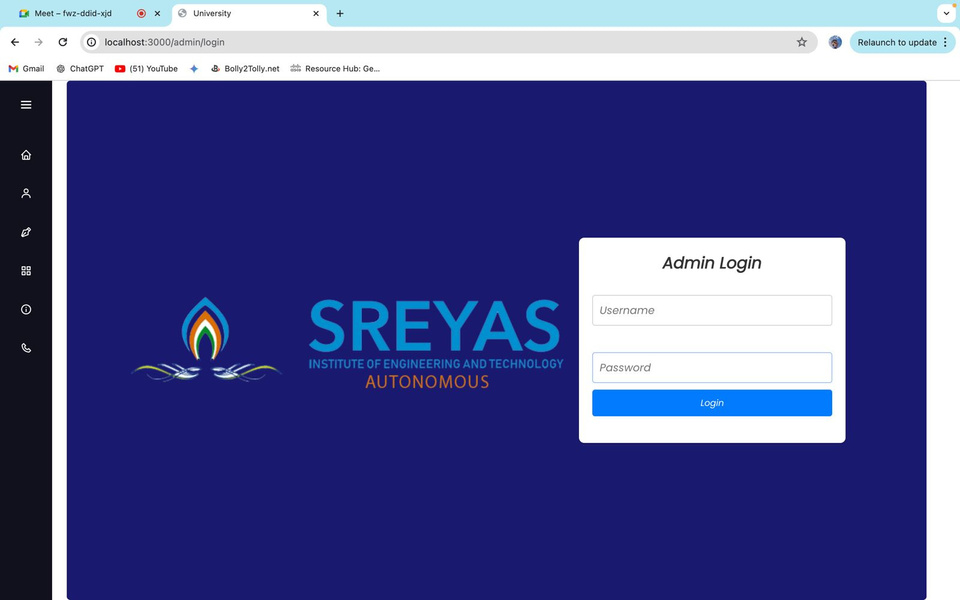 Meet – fwz-ddid-xjd
University
localhost:3000/admin/login
Relaunch to update
Gmail
ChatGPT
(51) YouTube
Bolly2Tolly.net
Resource Hub: Ge...
Admin Login
Username
Password
Login
SREYAS
INSTITUTE OF ENGINEERING AND TECHNOLOGY
AUTONOMOUS